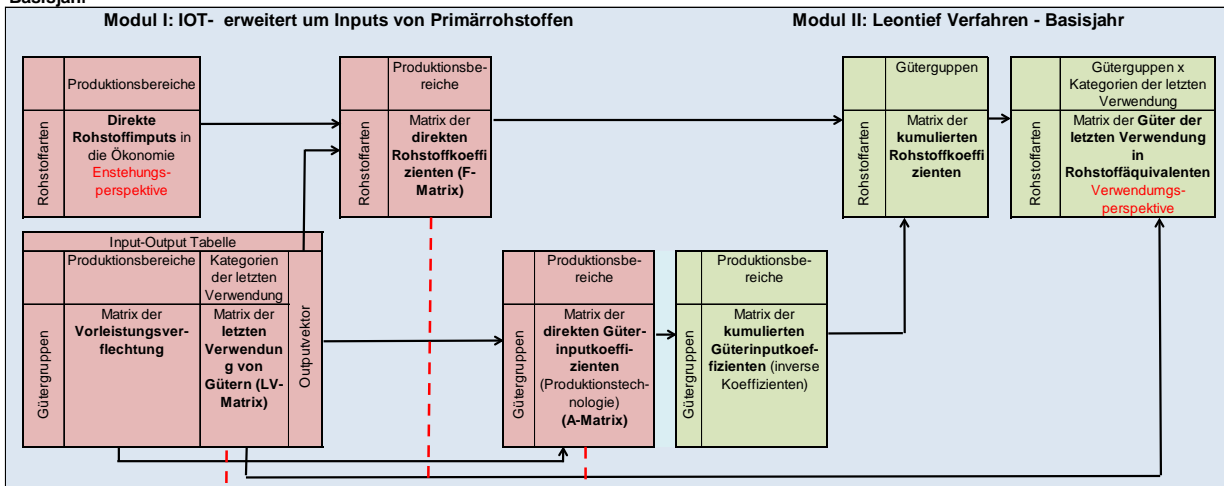 Basisjahr
Modul I: IOT- erweitert um Inputs von Primärrohstoffen
Modul II: Leontief Verfahren - Basisjahr
Produktionsbereiche
Rohstoffarten
Direkte
Rohstoffimputs in
die Ökonomie
Enstehungs-
perspektive
Produktionsbe-
reiche
Rohstoffarten
Matrix der
direkten
Rohstoffkoeffi
zienten (F-
Matrix)
Gütergruppen
Rohstoffarten
Matrix der
kumulierten
Rohstoffkoeffi
zienten
Gütergruppen x
Kategorien der letzten
Verwendung
Rohstoffarten
Matrix der Güter der
letzten Verwendung
in
Rohstoffäquivalenten
Verwendumgs-
perspektive
Input-Output Tabelle
Produktionsbereiche
Kategorien
der letzten
Verwendung
Outputvektor
Gütergruppen
Matrix der
Vorleistungsver-
flechtung
Matrix der
letzten
Verwendun
g von
Gütern (LV-
Matrix)
Produktionsbe-
reiche
Gütergruppen
Matrix der
direkten Güter-
inputkoeffi-
zienten
(Produktionstech-
nologie)
(A-Matrix)
Produktionsbe-
reiche
Gütergruppen
Matrix der
kumulierten
Güterinputkoef-
fizienten (inverse
Koeffizienten)